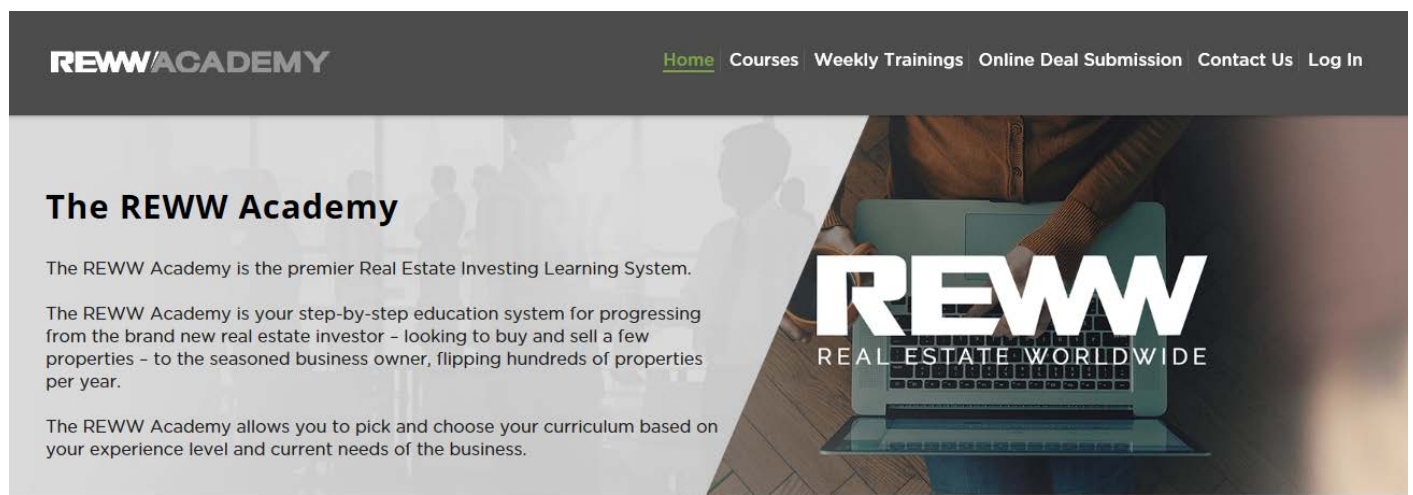 REWW/ACADEMY
Home Courses Weekly Trainings Online Deal Submission Contact Us Log In
The REWW Academy
The REWW Academy is the premier Real Estate Investing Learning System.
The REWW Academy is your step-by-step education system for progressing
from the brand new real estate investor – looking to buy and sell a few
properties – to the seasoned business owner, flipping hundreds of properties
per year.
The REWW Academy allows you to pick and choose your curriculum based on
your experience level and current needs of the business.
REWW
REAL ESTATE WORLDWIDE